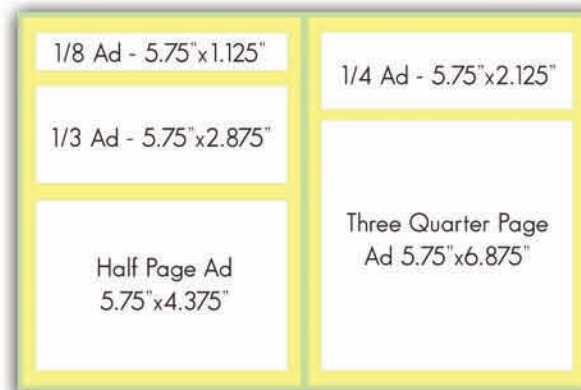 1/8 Ad - 5.75"x1.125"
1/3 Ad - 5.75"x2.875"
Half Page Ad
5.75"x4.375"
1/4 Ad - 5.75"x2.125"
Three Quarter Page
Ad 5.75"x6.875"